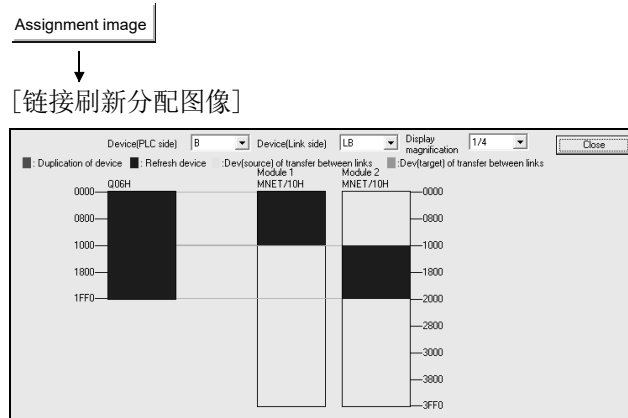 Assignment image
[链接刷新分配图像]
Device(PLC side) B Device(Link side) LB Display magnification 1/4 Close
: Duplication of device : Refresh device :Dev(source) of transfer between links :Dev(target) of transfer between links
Q06H Module 1 MNET/10H Module 2 MNET/10H
0000 0000
0800 0800
1000 1000
1800 1800
1FF0 2000
2800
3000
3800
3FF0